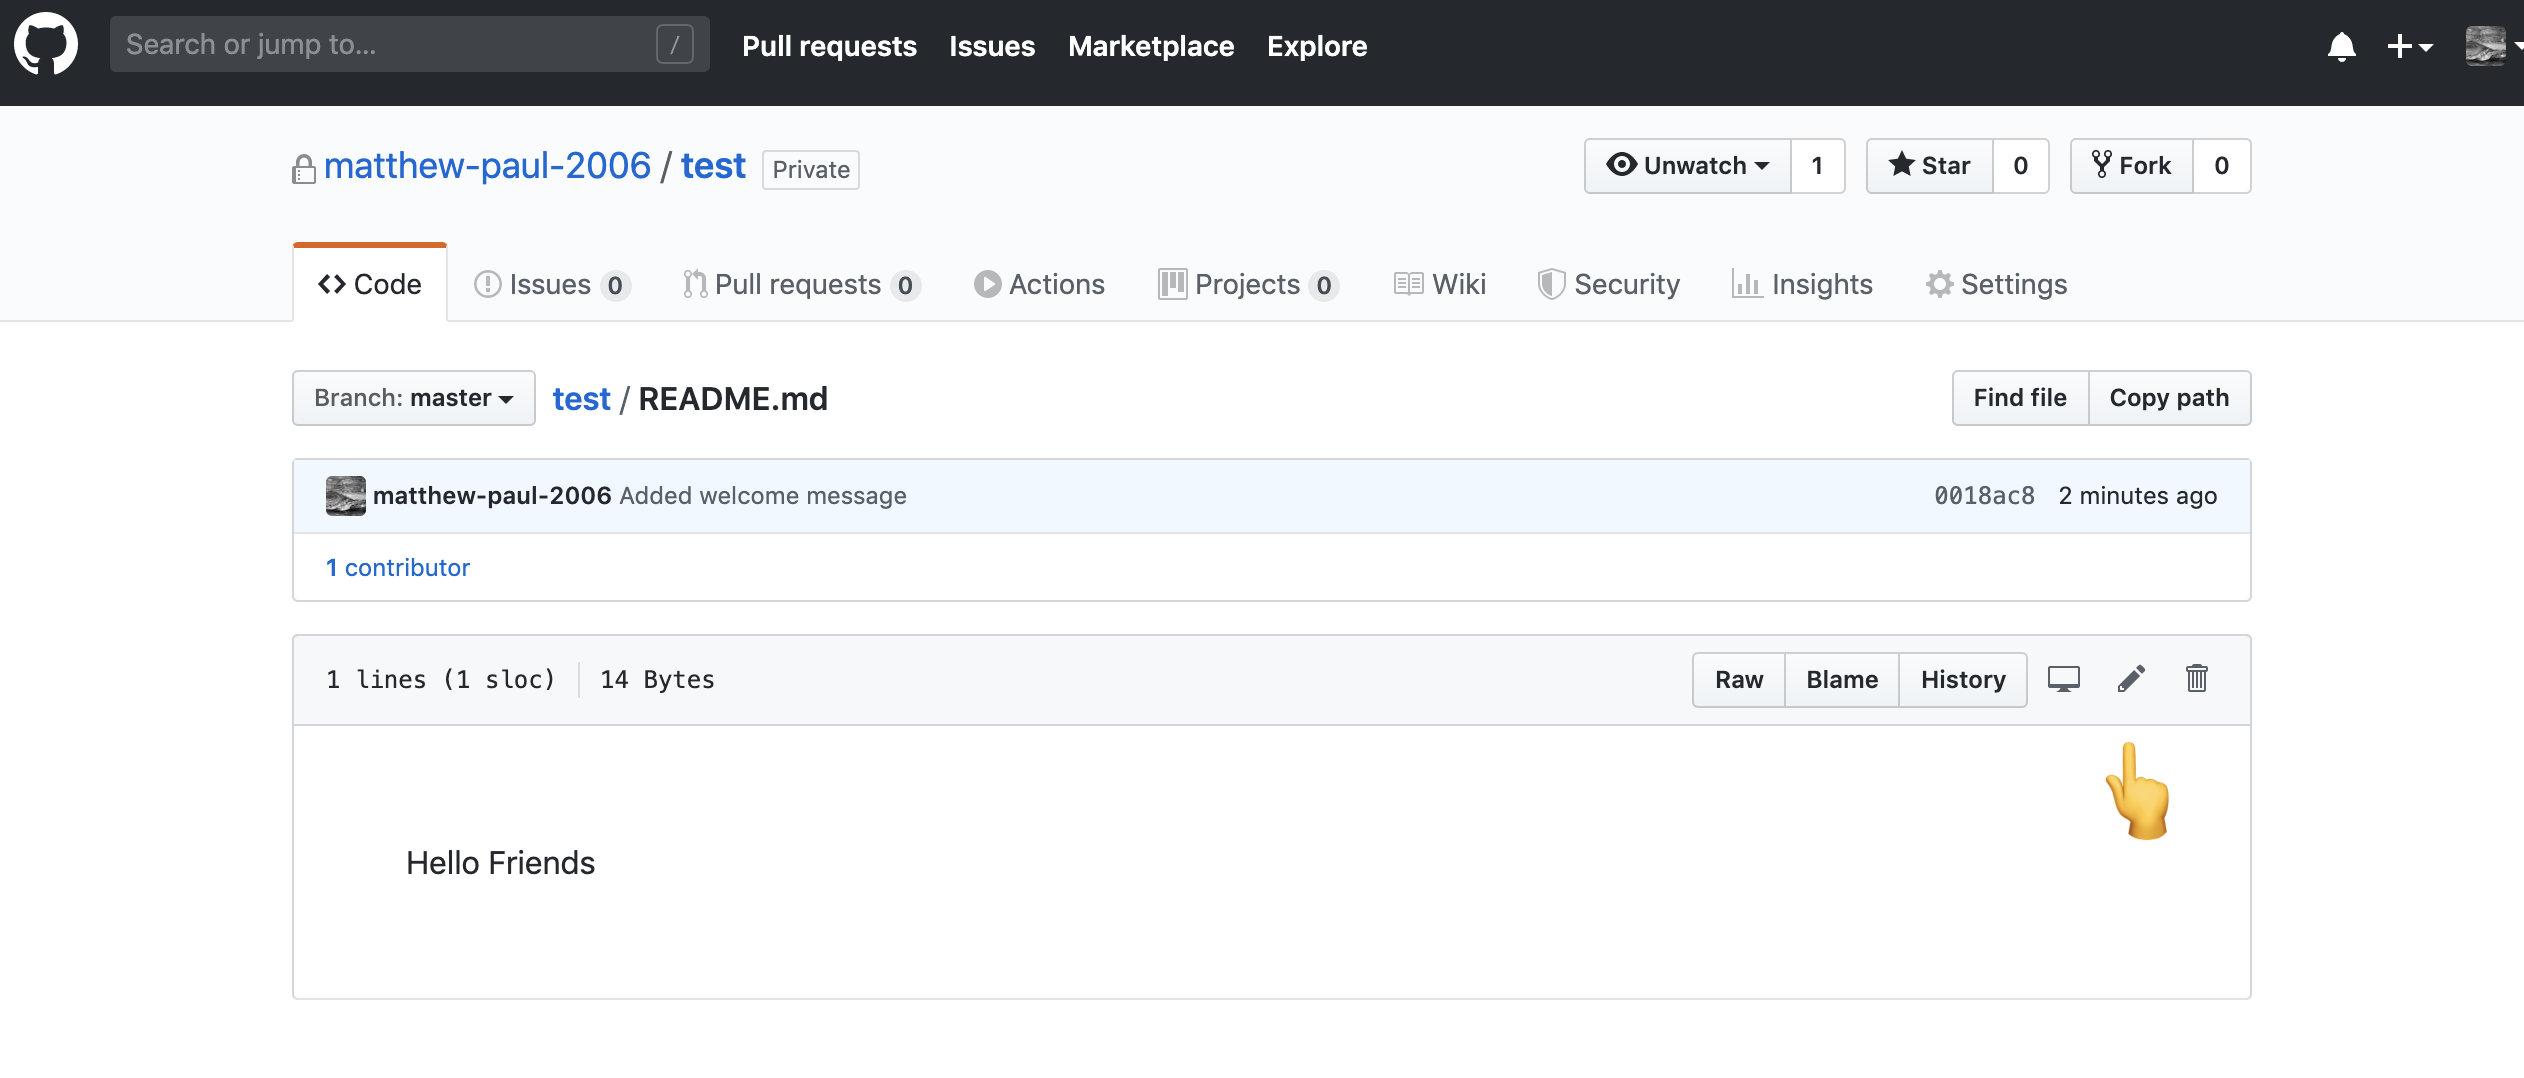 Search or jump to... / Pull requests Issues Marketplace Explore
matthew-paul-2006 / test Private Unwatch 1 Star 0 Fork 0
Code Issues 0 Pull requests 0 Actions Projects 0 Wiki Security Insights Settings
Branch: master test / README.md Find file Copy path
matthew-paul-2006 Added welcome message 0018ac8 2 minutes ago
1 contributor
1 lines (1 sloc) 14 Bytes Raw Blame History
Hello Friends